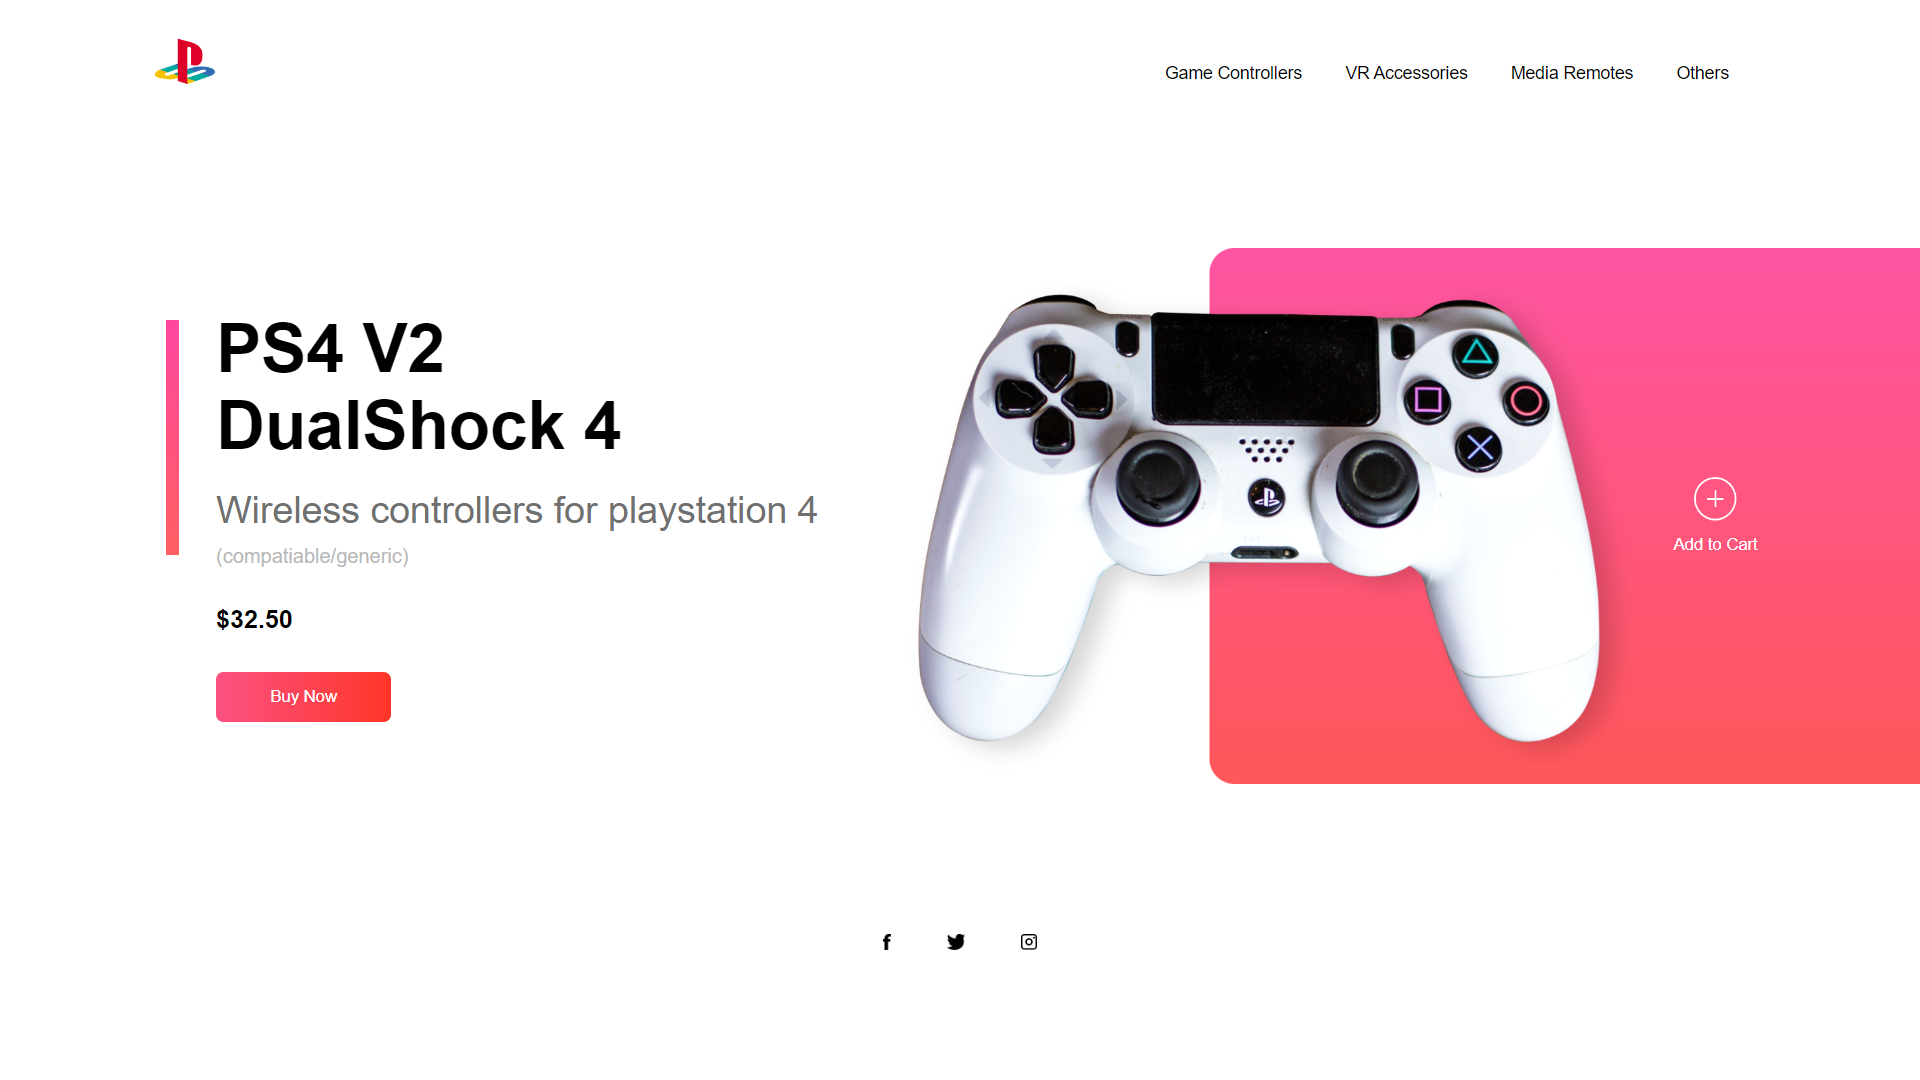 Game Controllers VR Accessories Media Remotes Others
PS4 V2
DualShock 4
Wireless controllers for playstation 4
(compatiable/generic)
$32.50
Buy Now
Add to Cart